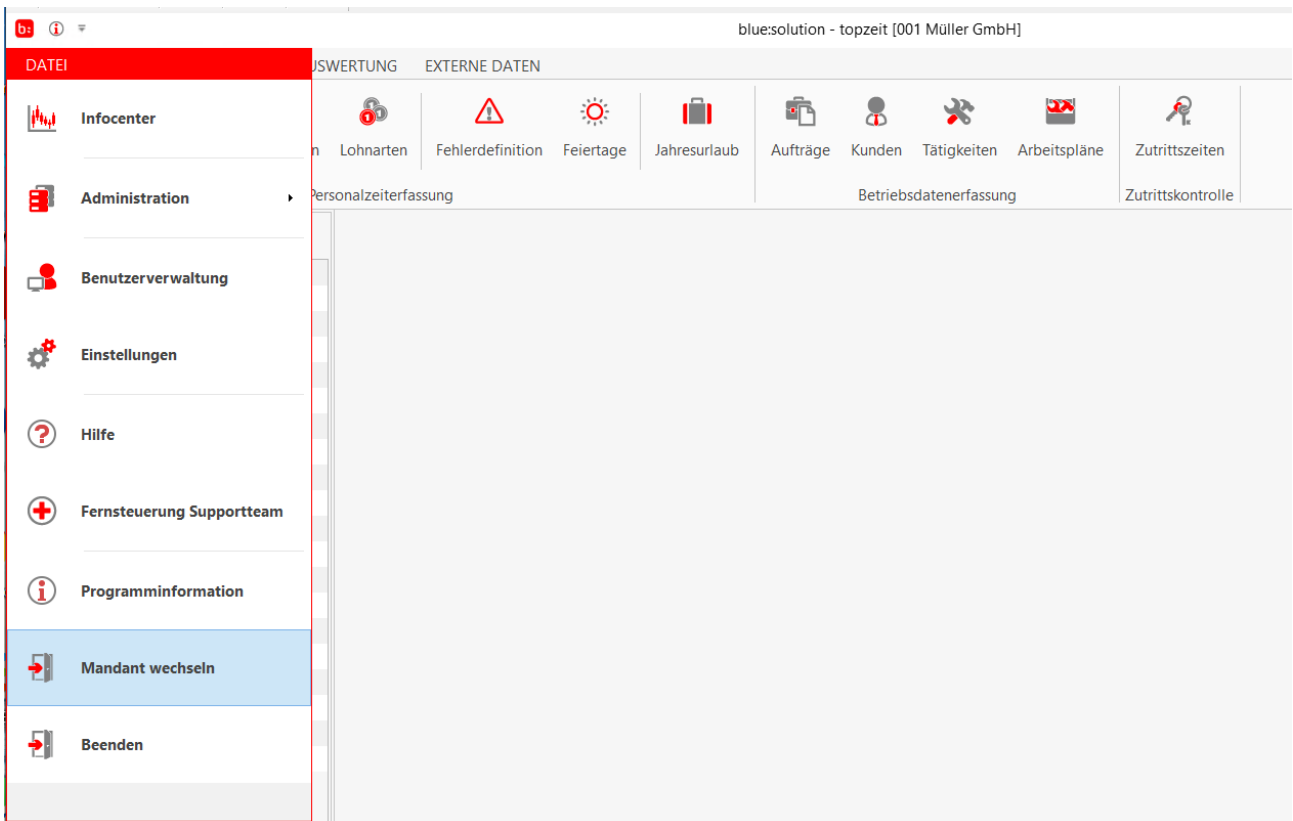 b:
blue:solution - topzeit [001 Müller GmbH]
DATEI
USWERTUNG EXTERNE DATEN
Infocenter
n Lohnarten Fehlerdefinition Feiertage Jahresurlaub Aufträge Kunden Tätigkeiten Arbeitspläne Zutrittszeiten
Administration
Personalzeiterfassung Betriebsdatenerfassung Zutrittskontrolle
Benutzerverwaltung
Einstellungen
Hilfe
Fernsteuerung Supportteam
Programminformation
Mandant wechseln
Beenden